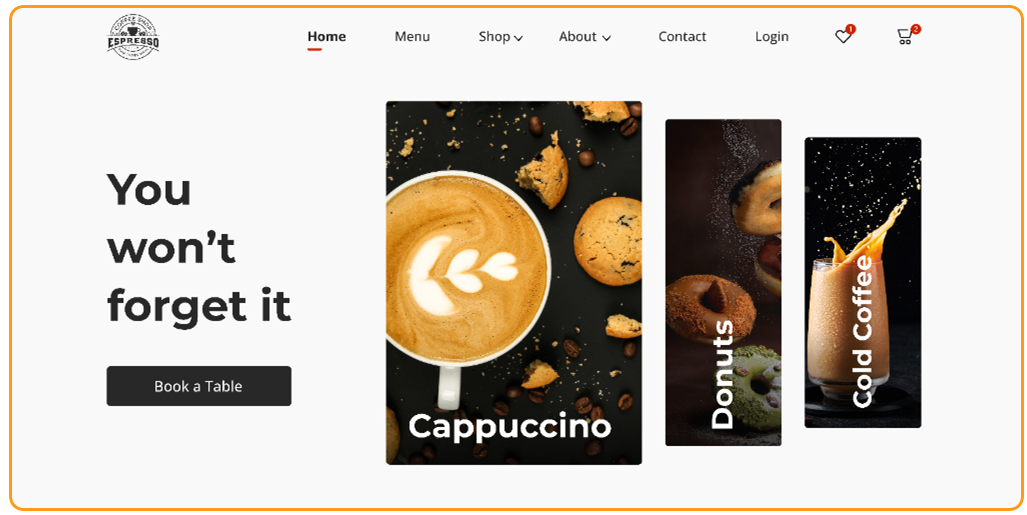 COFFEE SHOP
ESPRESSO
Home
Menu
Shop
About
Contact
Login
1
2
You
won’t
forget it
Book a Table
Cappuccino
Donuts
Cold Coffee